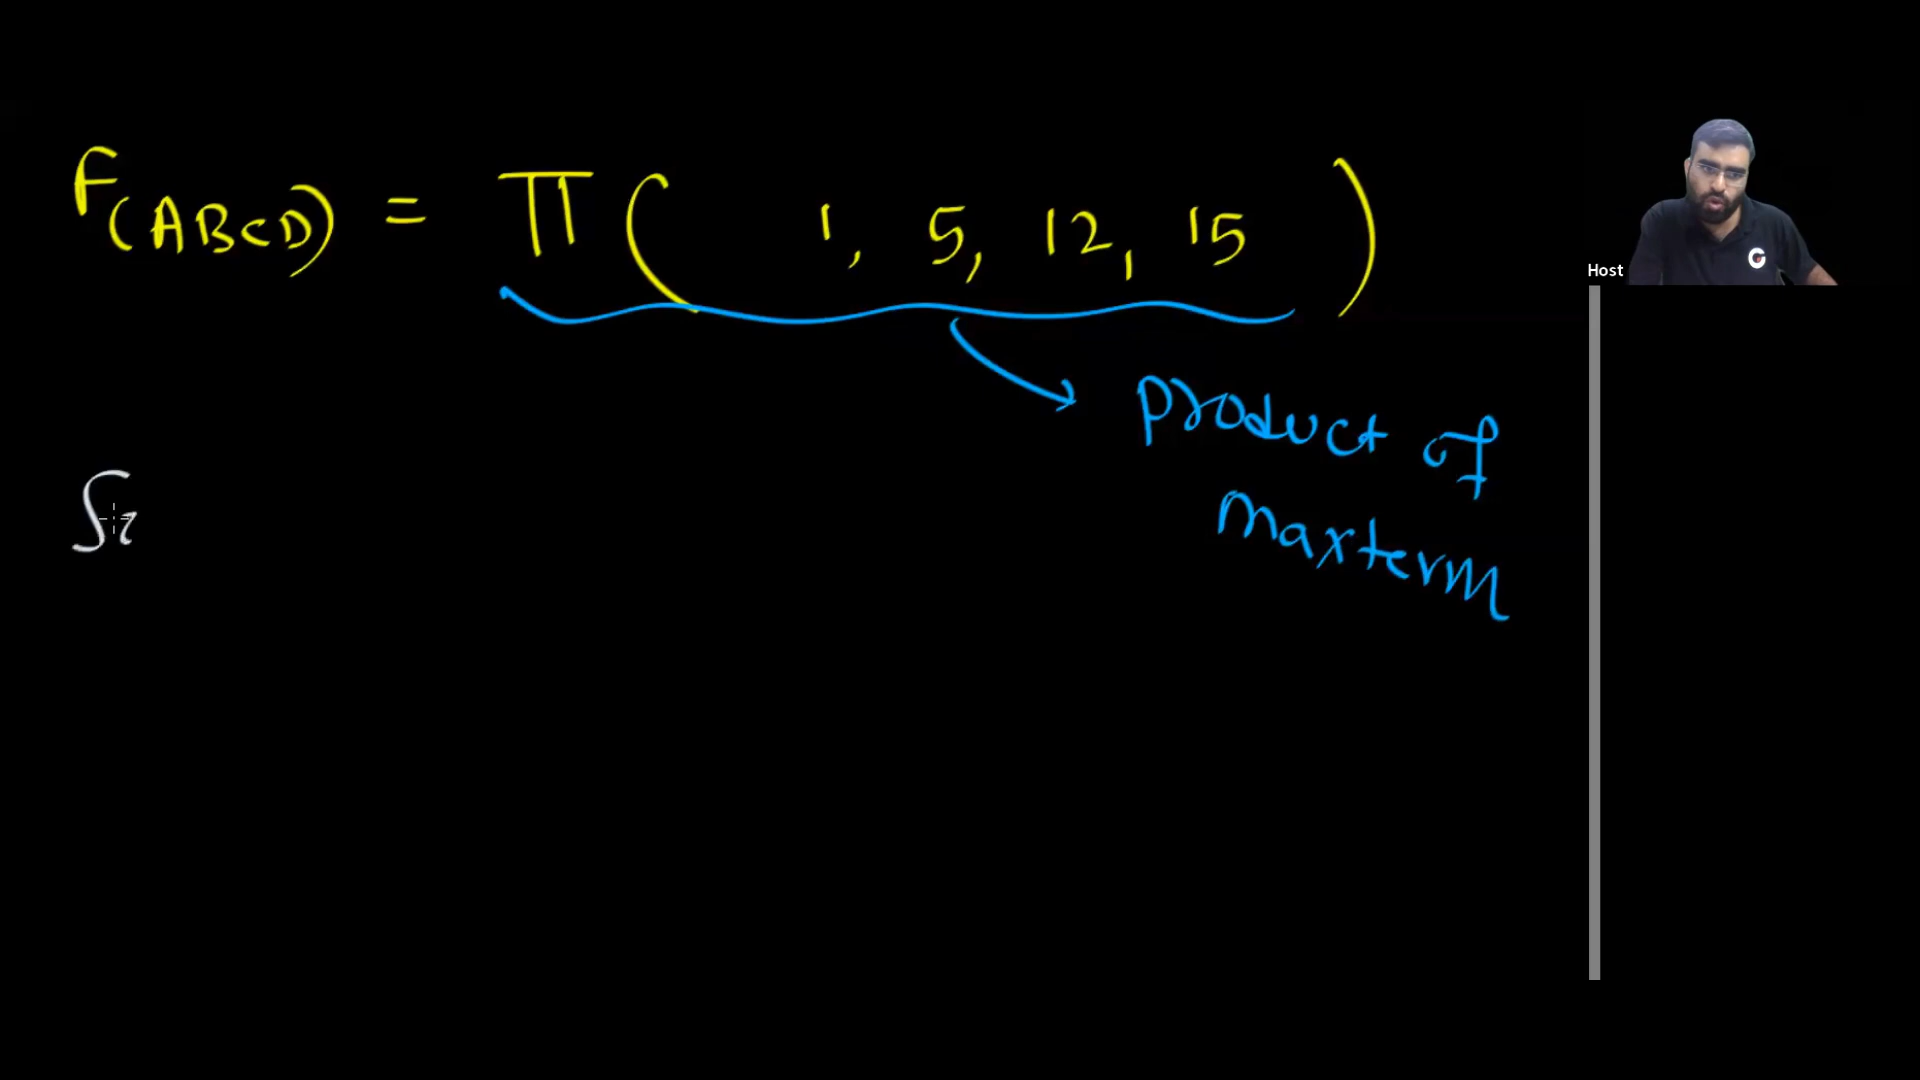 F(ABCD) = π( 1, 5, 12, 15 )
Host
product of
maxterm